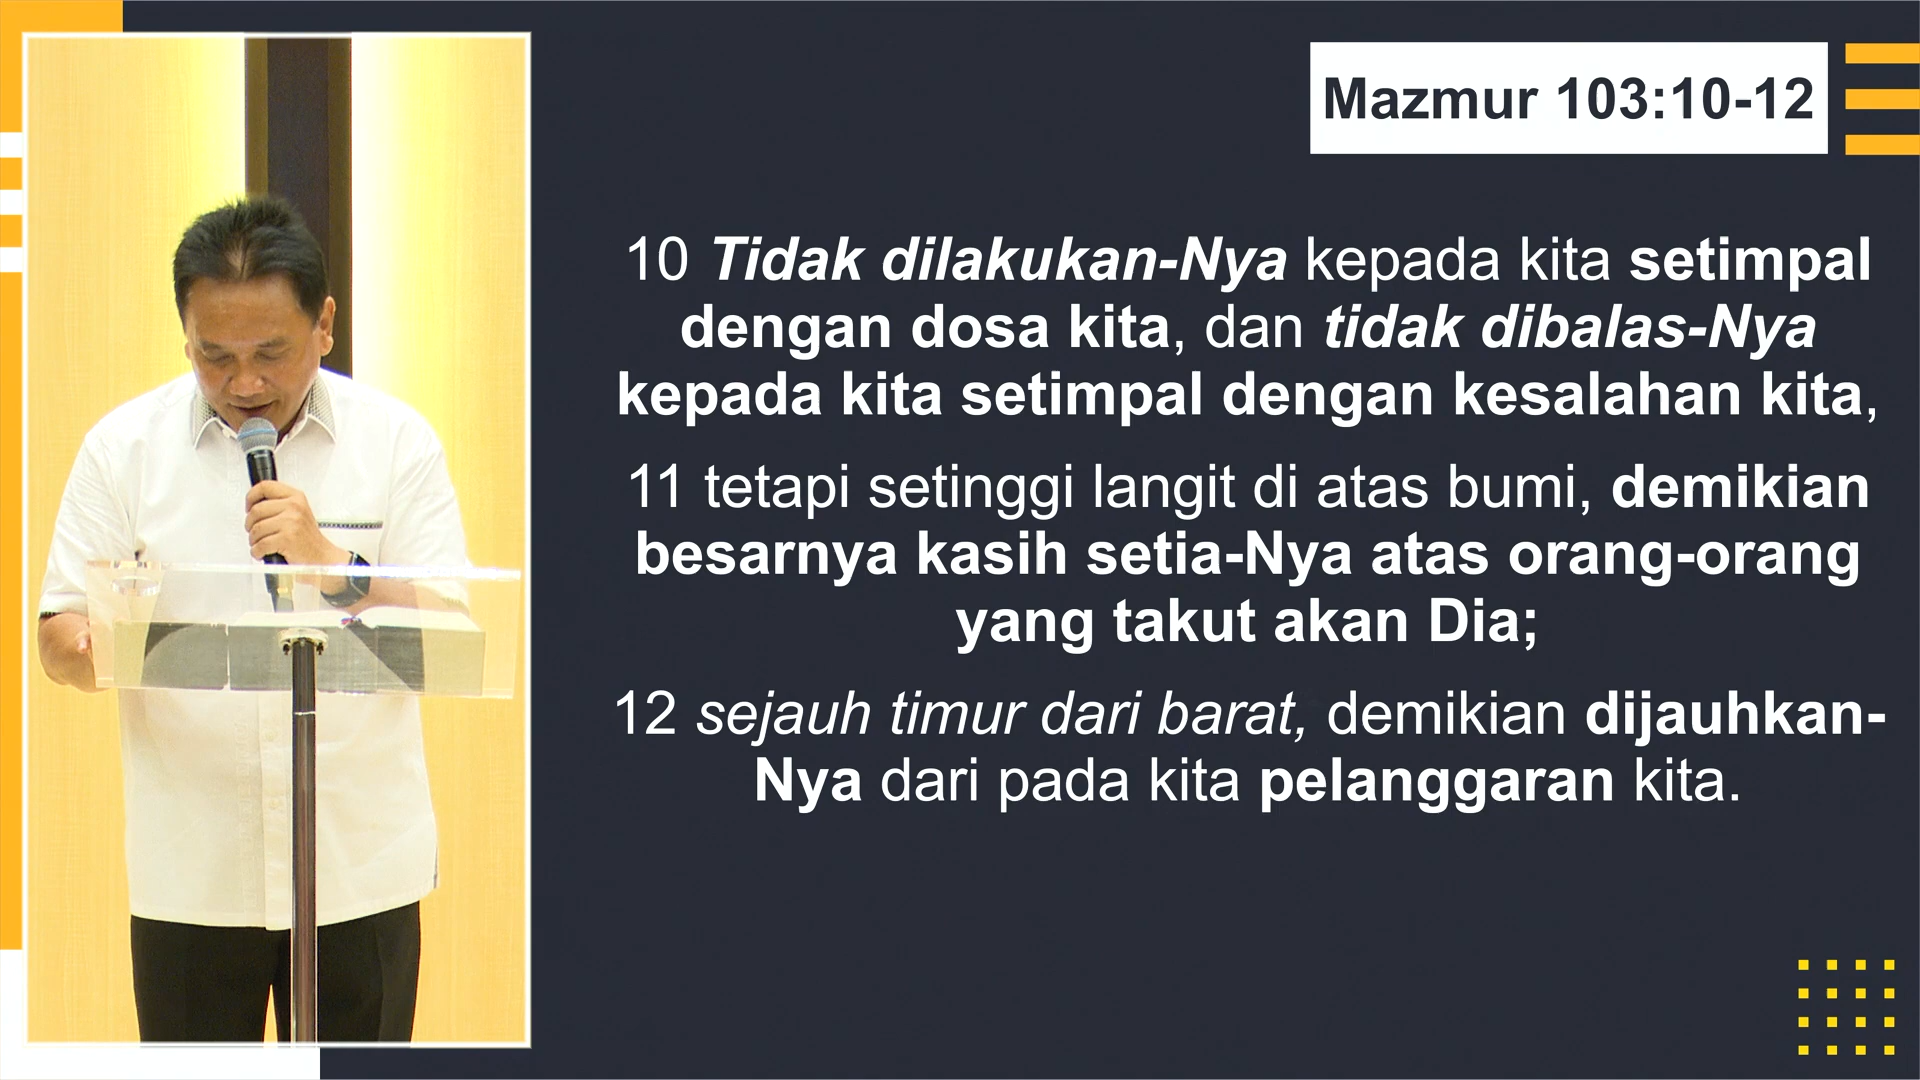 Mazmur 103:10-12
10 Tidak dilakukan-Nya kepada kita setimpal
dengan dosa kita, dan tidak dibalas-Nya
kepada kita setimpal dengan kesalahan kita,
11 tetapi setinggi langit di atas bumi, demikian
besarnya kasih setia-Nya atas orang-orang
yang takut akan Dia;
12 sejauh timur dari barat, demikian dijauhkan-
Nya dari pada kita pelanggaran kita.